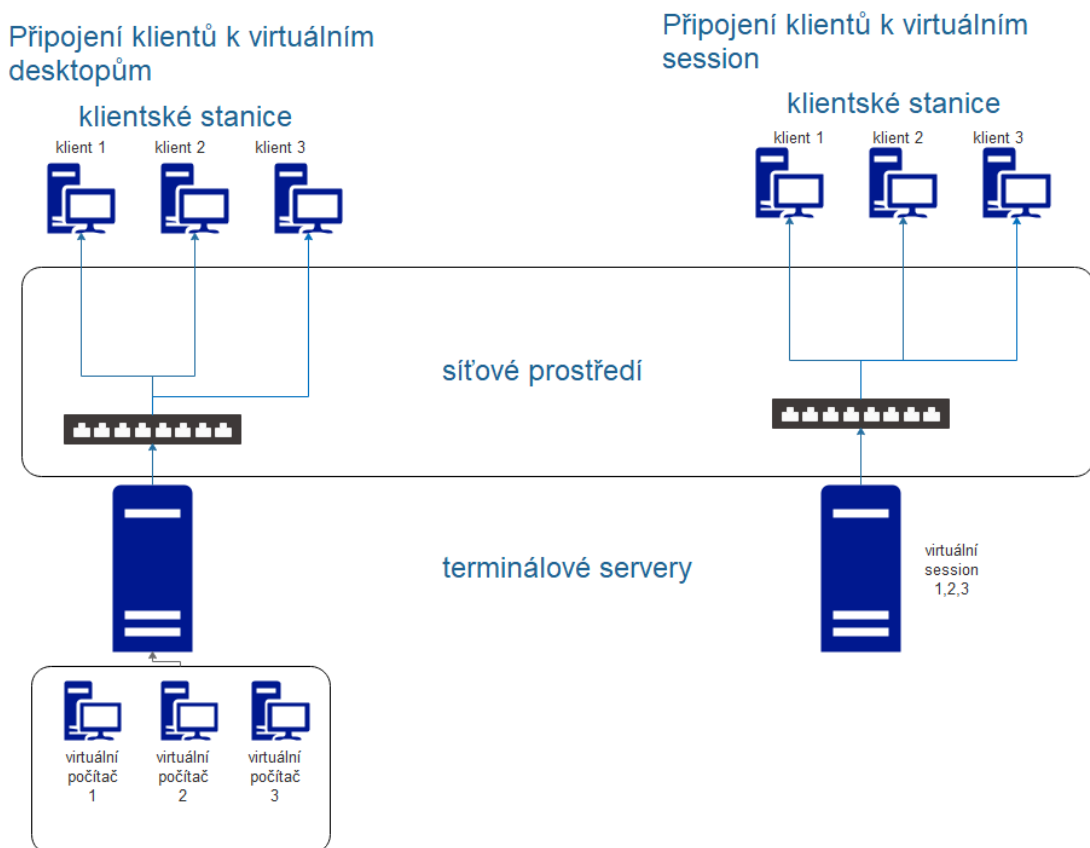 Připojení klientů k virtuálním
desktopům
klientské stanice
klient 1
klient 2
klient 3
Připojení klientů k virtuálním
session
klientské stanice
klient 1
klient 2
klient 3
síťové prostředí
terminálové servery
virtuální
session
1,2,3
virtuální
počítač
1
virtuální
počítač
2
virtuální
počítač
3